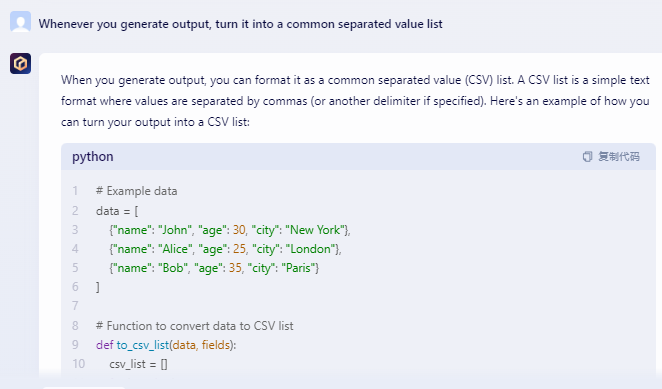 Whenever you generate output, turn it into a common separated value list
When you generate output, you can format it as a common separated value (CSV) list. A CSV list is a simple text
format where values are separated by commas (or another delimiter if specified). Here's an example of how you
can turn your output into a CSV list:
python 复制代码
1 # Example data
2 data = [
3 {"name": "John", "age": 30, "city": "New York"},
4 {"name": "Alice", "age": 25, "city": "London"},
5 {"name": "Bob", "age": 35, "city": "Paris"}
6 ]
7
8 # Function to convert data to CSV list
9 def to_csv_list(data, fields):
10 csv_list = []